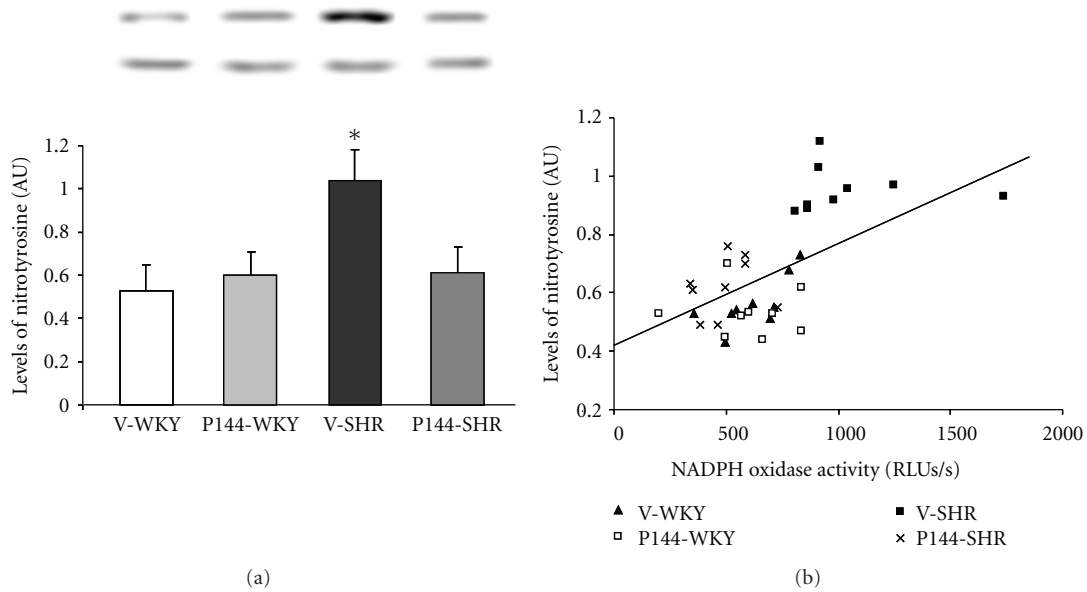 *
Levels of nitrotyrosine (AU)
1.2
1
0.8
0.6
0.4
0.2
0
V-WKY P144-WKY V-SHR P144-SHR
(a)
Levels of nitrotyrosine (AU)
1.2
1
0.8
0.6
0.4
0.2
0 500 1000 1500 2000
NADPH oxidase activity (RLUs/s)
V-WKY V-SHR
P144-WKY P144-SHR
(b)